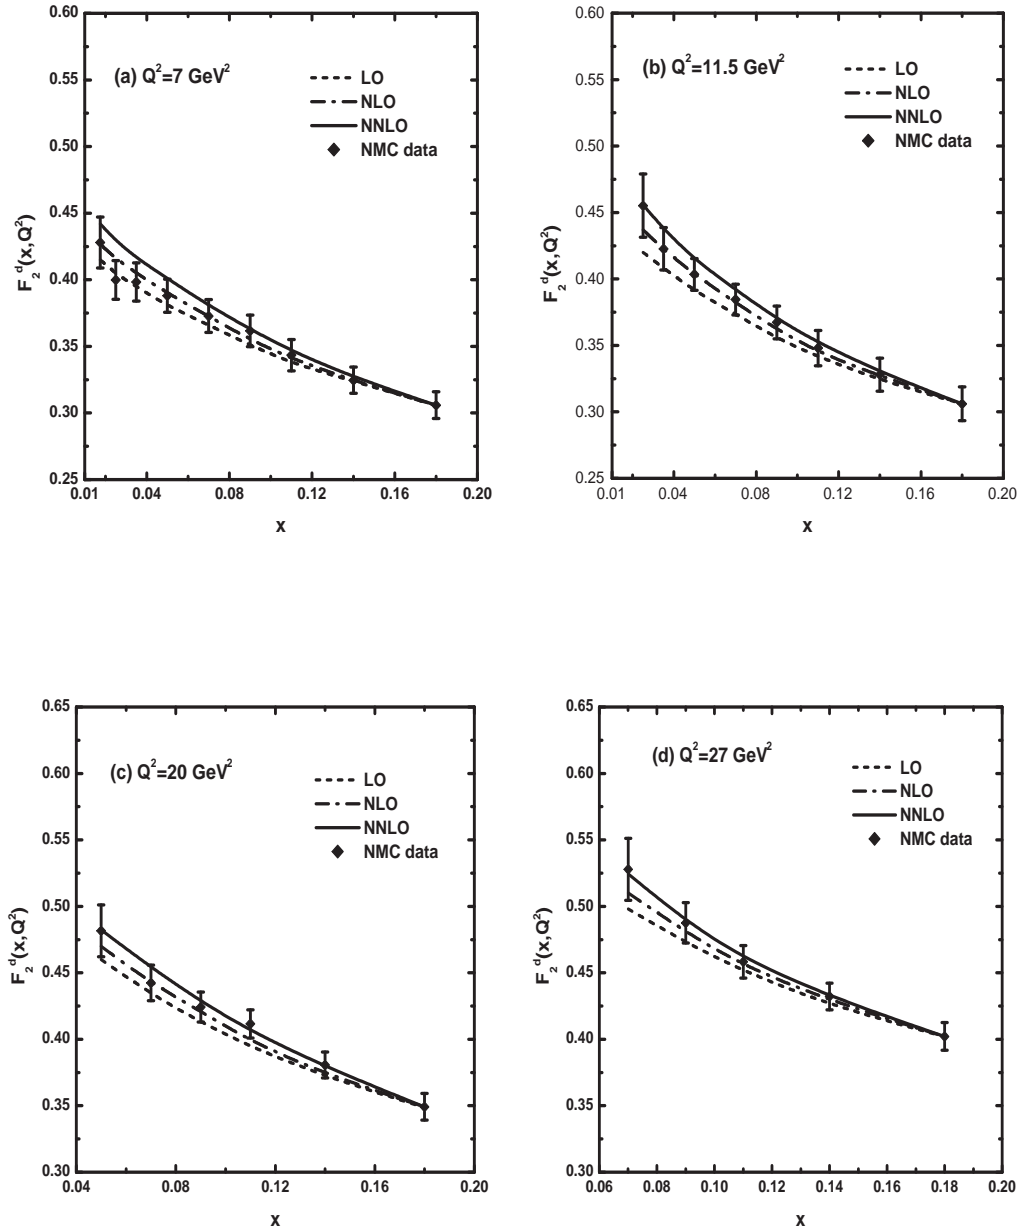 (a) Q²=7 GeV²
LO
NLO
NNLO
NMC data
0.60
0.55
0.50
0.45
0.40
0.35
0.30
0.25
0.01
0.04
0.08
0.12
0.16
0.20
F₂ᵈ(x,Q²)
x
(b) Q²=11.5 GeV²
LO
NLO
NNLO
NMC data
0.60
0.55
0.50
0.45
0.40
0.35
0.30
0.25
0.01
0.04
0.08
0.12
0.16
0.20
F₂ᵈ(x,Q²)
x
(c) Q²=20 GeV²
LO
NLO
NNLO
NMC data
0.65
0.60
0.55
0.50
0.45
0.40
0.35
0.30
0.04
0.08
0.12
0.16
0.20
F₂ᵈ(x,Q²)
x
(d) Q²=27 GeV²
LO
NLO
NNLO
NMC data
0.65
0.60
0.55
0.50
0.45
0.40
0.35
0.30
0.06
0.08
0.10
0.12
0.14
0.16
0.18
0.20
F₂ᵈ(x,Q²)
x